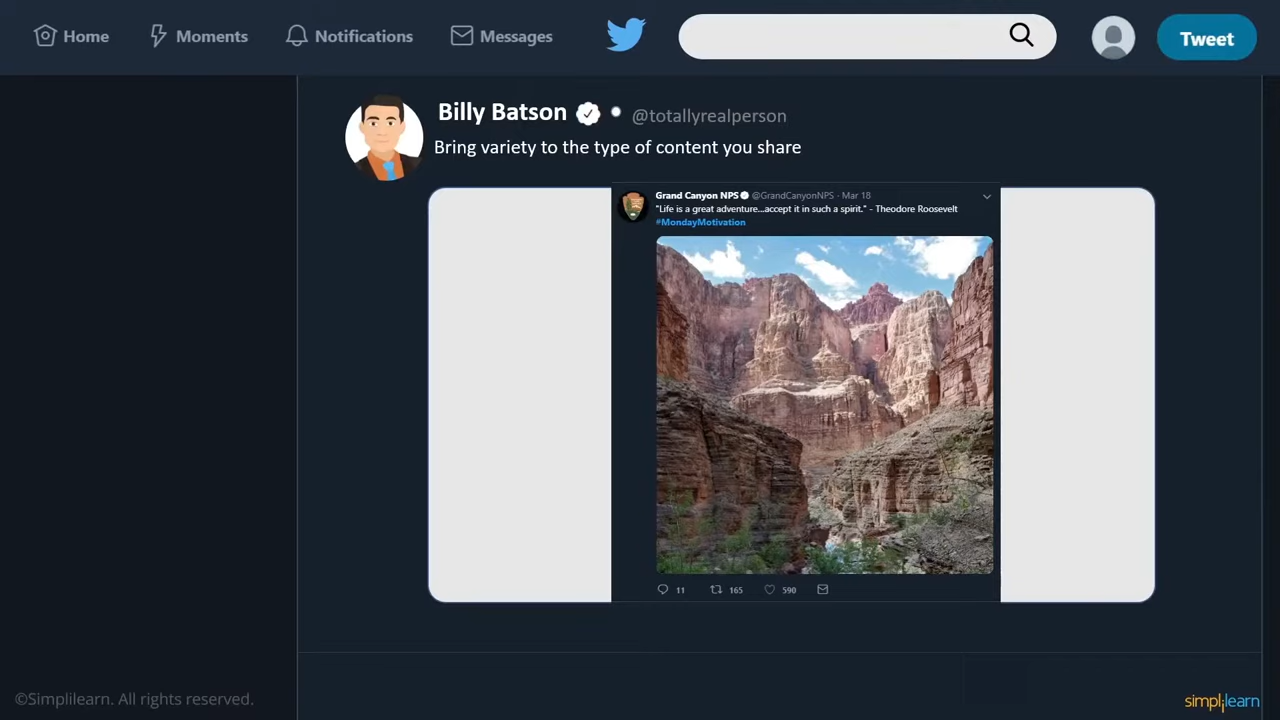 Home Moments Notifications Messages Tweet
Billy Batson @totallyrealperson
Bring variety to the type of content you share
Grand Canyon NPS @GrandCanyonNPS · Mar 18
"Life is a great adventure...accept it in such a spirit." - Theodore Roosevelt
#MondayMotivation
11 165 590
©Simplilearn. All rights reserved.
simplilearn